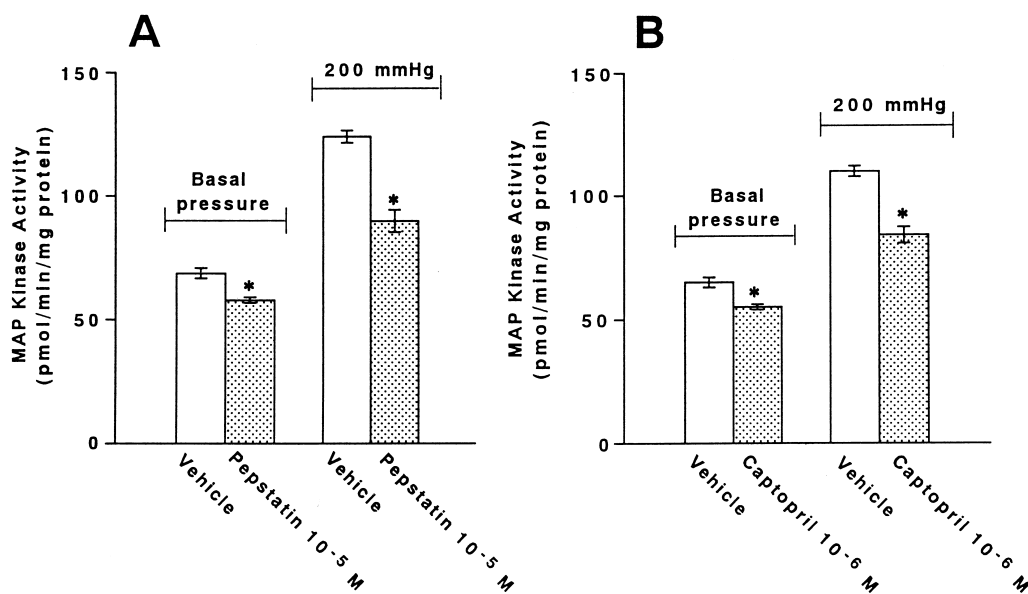 A
MAP Kinase Activity
(pmol/min/mg protein)
150
100
50
0
Basal
pressure
200 mmHg
*
*
Vehicle
Pepstatin 10-5 M
Vehicle
Pepstatin 10-5 M
B
MAP Kinase Activity
(pmol/min/mg protein)
150
100
50
0
Basal
pressure
200 mmHg
*
*
Vehicle
Captopril 10-6 M
Vehicle
Captopril 10-6 M